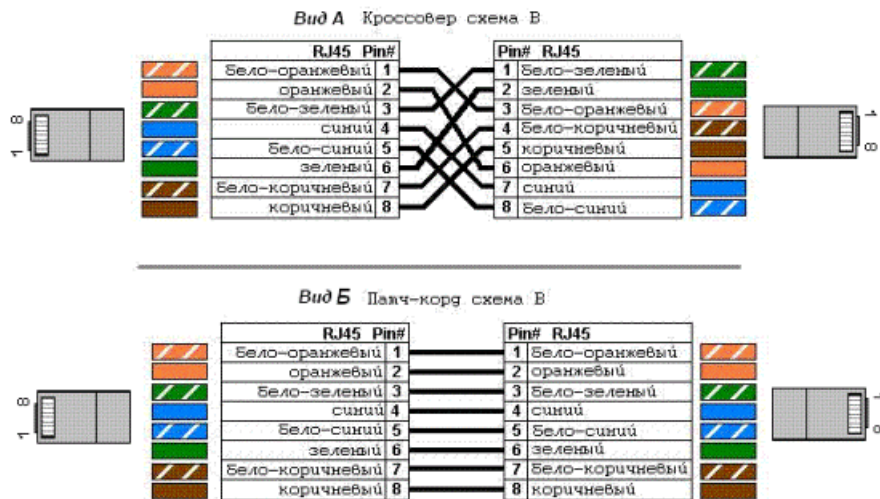 Вид А Кроссовер схема В
RJ45 Pin#
Бело-оранжевый 1
оранжевый 2
Бело-зеленый 3
синий 4
Бело-синий 5
зеленый 6
Бело-коричневый 7
коричневый 8
Pin# RJ45
1 Бело-зеленый
2 зеленый
3 Бело-оранжевый
4 Бело-коричневый
5 коричневый
6 оранжевый
7 синий
8 Бело-синий
1 8
1 8
Вид Б Патч-корд схема В
RJ45 Pin#
Бело-оранжевый 1
оранжевый 2
Бело-зеленый 3
синий 4
Бело-синий 5
зеленый 6
Бело-коричневый 7
коричневый 8
Pin# RJ45
1 Бело-оранжевый
2 оранжевый
3 Бело-зеленый
4 синий
5 Бело-синий
6 зеленый
7 Бело-коричневый
8 коричневый
1 8
1